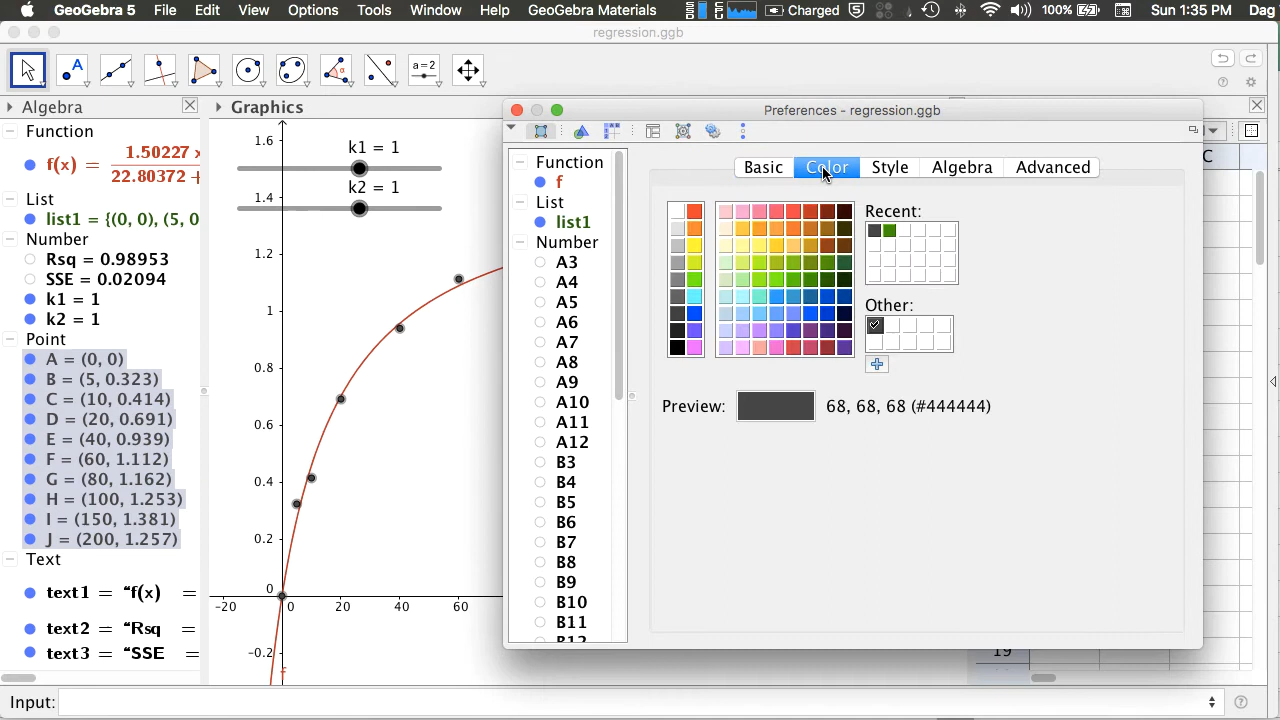 GeoGebra 5 File Edit View Options Tools Window Help GeoGebra Materials Charged 100% Sun 1:35 PM Dag
regression.ggb
A a=2
Algebra
Graphics
Preferences - regression.ggb
Function
f(x) = 1.50227 x
22.80372 +
List
list1 = {(0, 0), (5, 0
Number
Rsq = 0.98953
SSE = 0.02094
k1 = 1
k2 = 1
Point
A = (0, 0)
B = (5, 0.323)
C = (10, 0.414)
D = (20, 0.691)
E = (40, 0.939)
F = (60, 1.112)
G = (80, 1.162)
H = (100, 1.253)
I = (150, 1.381)
J = (200, 1.257)
Text
text1 = “f(x) =
text2 = “Rsq =
text3 = “SSE =
k1 = 1
k2 = 1
1.6
1.4
1.2
1
0.8
0.6
0.4
0.2
0
-0.2
-20 0 20 40 60
f
Function
f
List
list1
Number
A3
A4
A5
A6
A7
A8
A9
A10
A11
A12
B3
B4
B5
B6
B7
B8
B9
B10
B11
B12
Basic Color Style Algebra Advanced
Recent:
Other:
Preview: 68, 68, 68 (#444444)
C
19
Input: